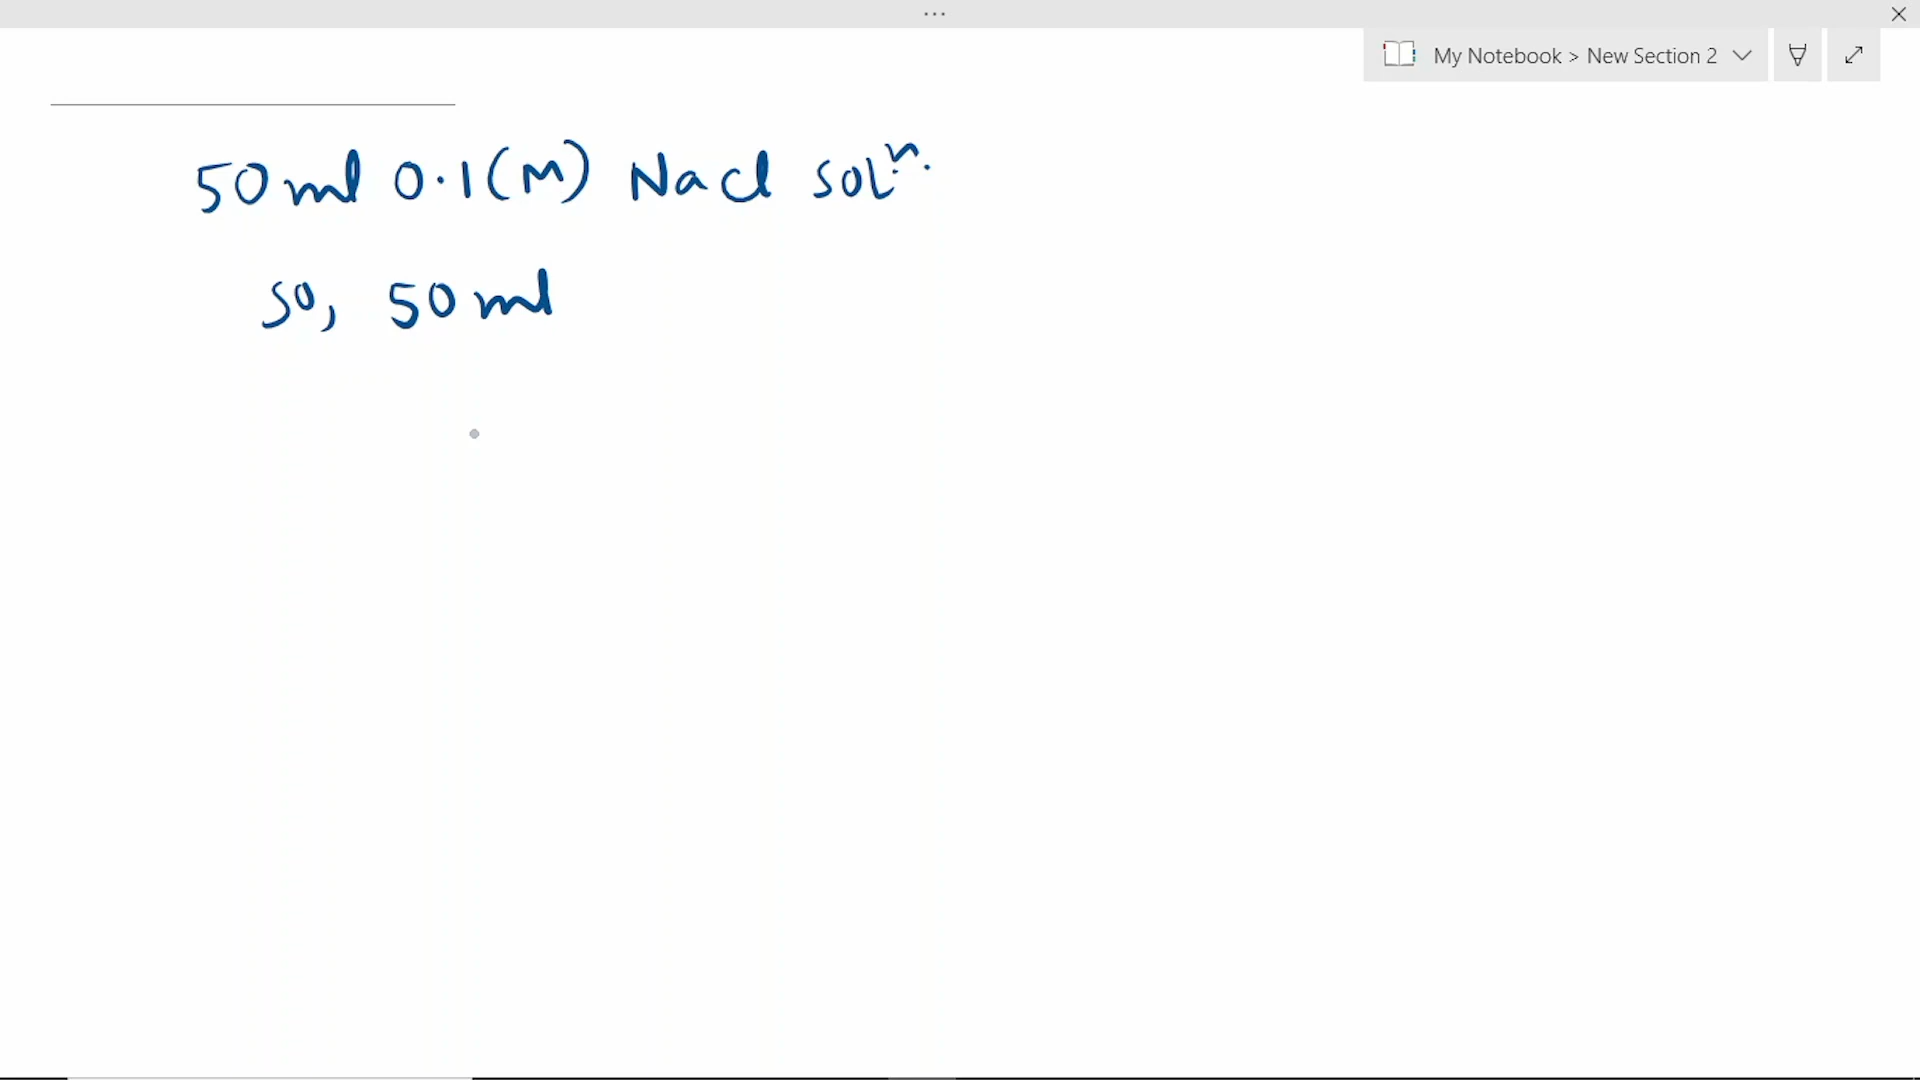 My Notebook > New Section 2
50 ml 0.1(M) NaCl solⁿ.
so, 50 ml